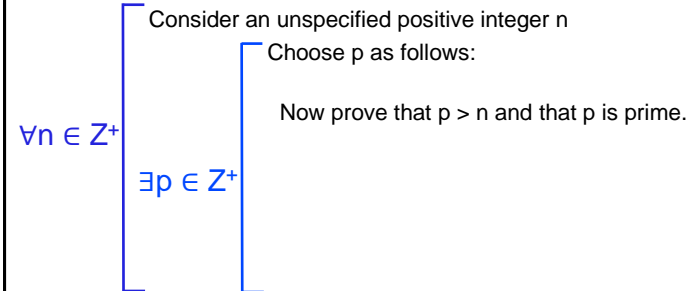 Consider an unspecified positive integer n
Choose p as follows:
Now prove that p > n and that p is prime.
∀n ∈ Z⁺
∃p ∈ Z⁺